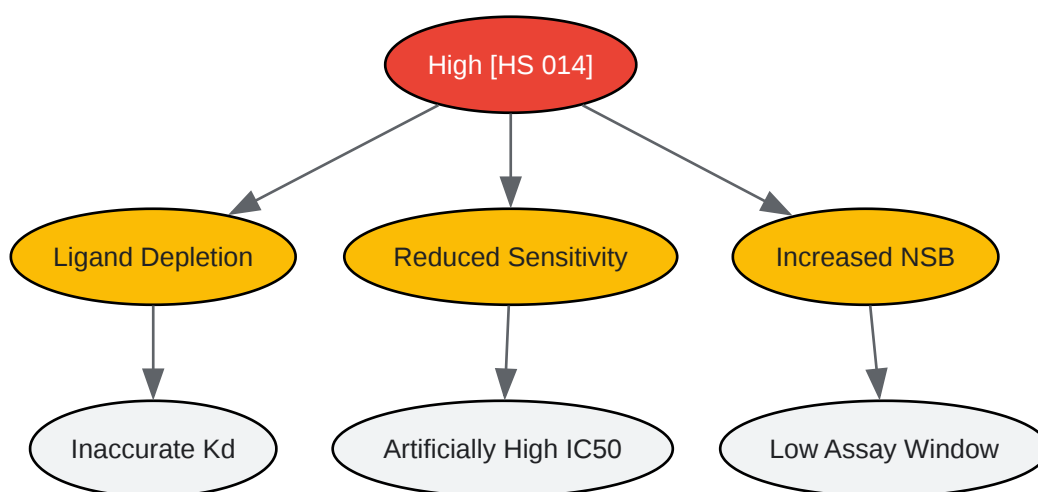 High [HS 014]
Ligand Depletion
Reduced Sensitivity
Increased NSB
Inaccurate Kd
Artificially High IC50
Low Assay Window